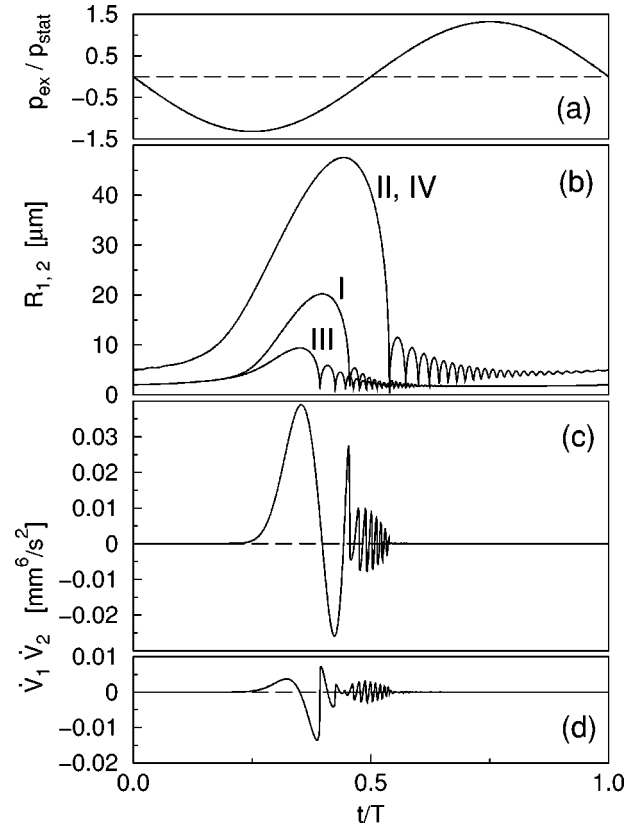 1.5
0.5
−0.5
−1.5
p_ex / p_stat
(a)
40
30
20
10
0
R_1,2 [μm]
(b)
II, IV
I
III
0.03
0.02
0.01
0
−0.01
−0.02
(c)
V̇_1 V̇_2 [mm^6/s^2]
0.01
0
−0.01
−0.02
(d)
0.0 0.5 1.0
t/T